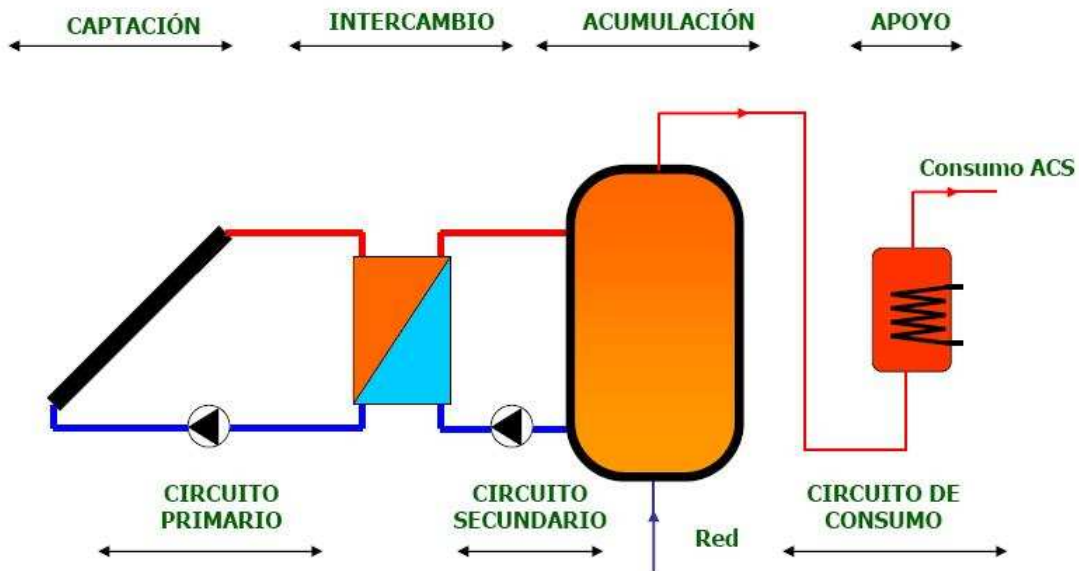 CAPTACIÓN
INTERCAMBIO
ACUMULACIÓN
APOYO
Consumo ACS
CIRCUITO
PRIMARIO
CIRCUITO
SECUNDARIO
Red
CIRCUITO DE
CONSUMO